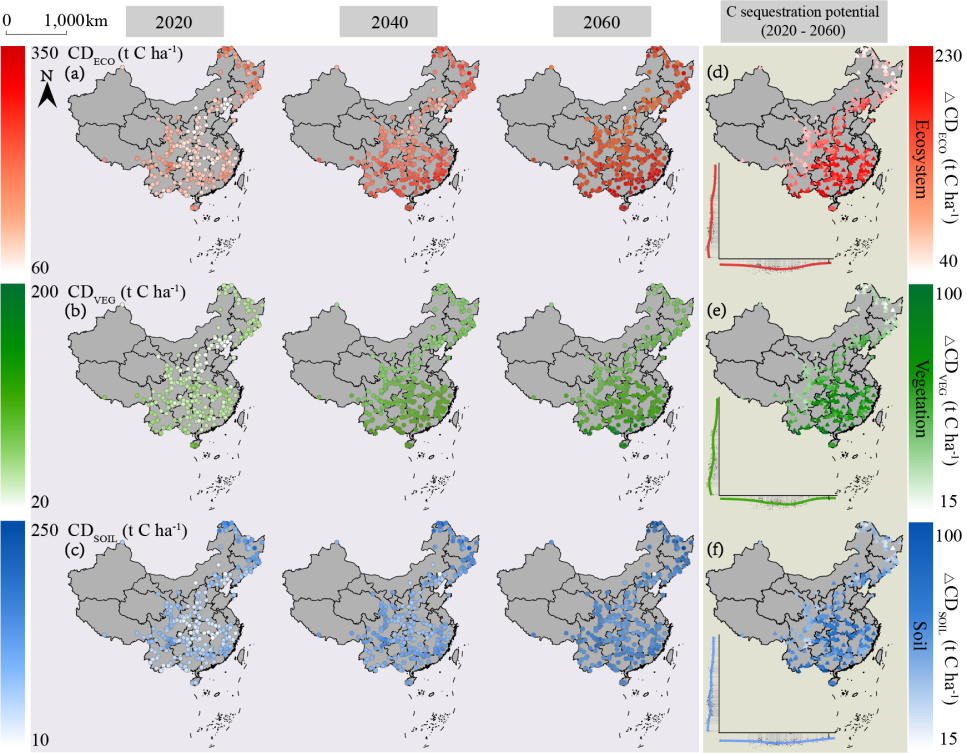 0 1,000km
2020
2040
2060
C sequestration potential
(2020 - 2060)
350
CD_ECO (t C ha⁻¹)
230
N
(a)
(d)
△CD_ECO (t C ha⁻¹)
Ecosystem
60
40
200
CD_VEG (t C ha⁻¹)
100
(b)
(e)
△CD_VEG (t C ha⁻¹)
Vegetation
20
15
250
CD_SOIL (t C ha⁻¹)
100
(c)
(f)
△CD_SOIL (t C ha⁻¹)
Soil
10
15